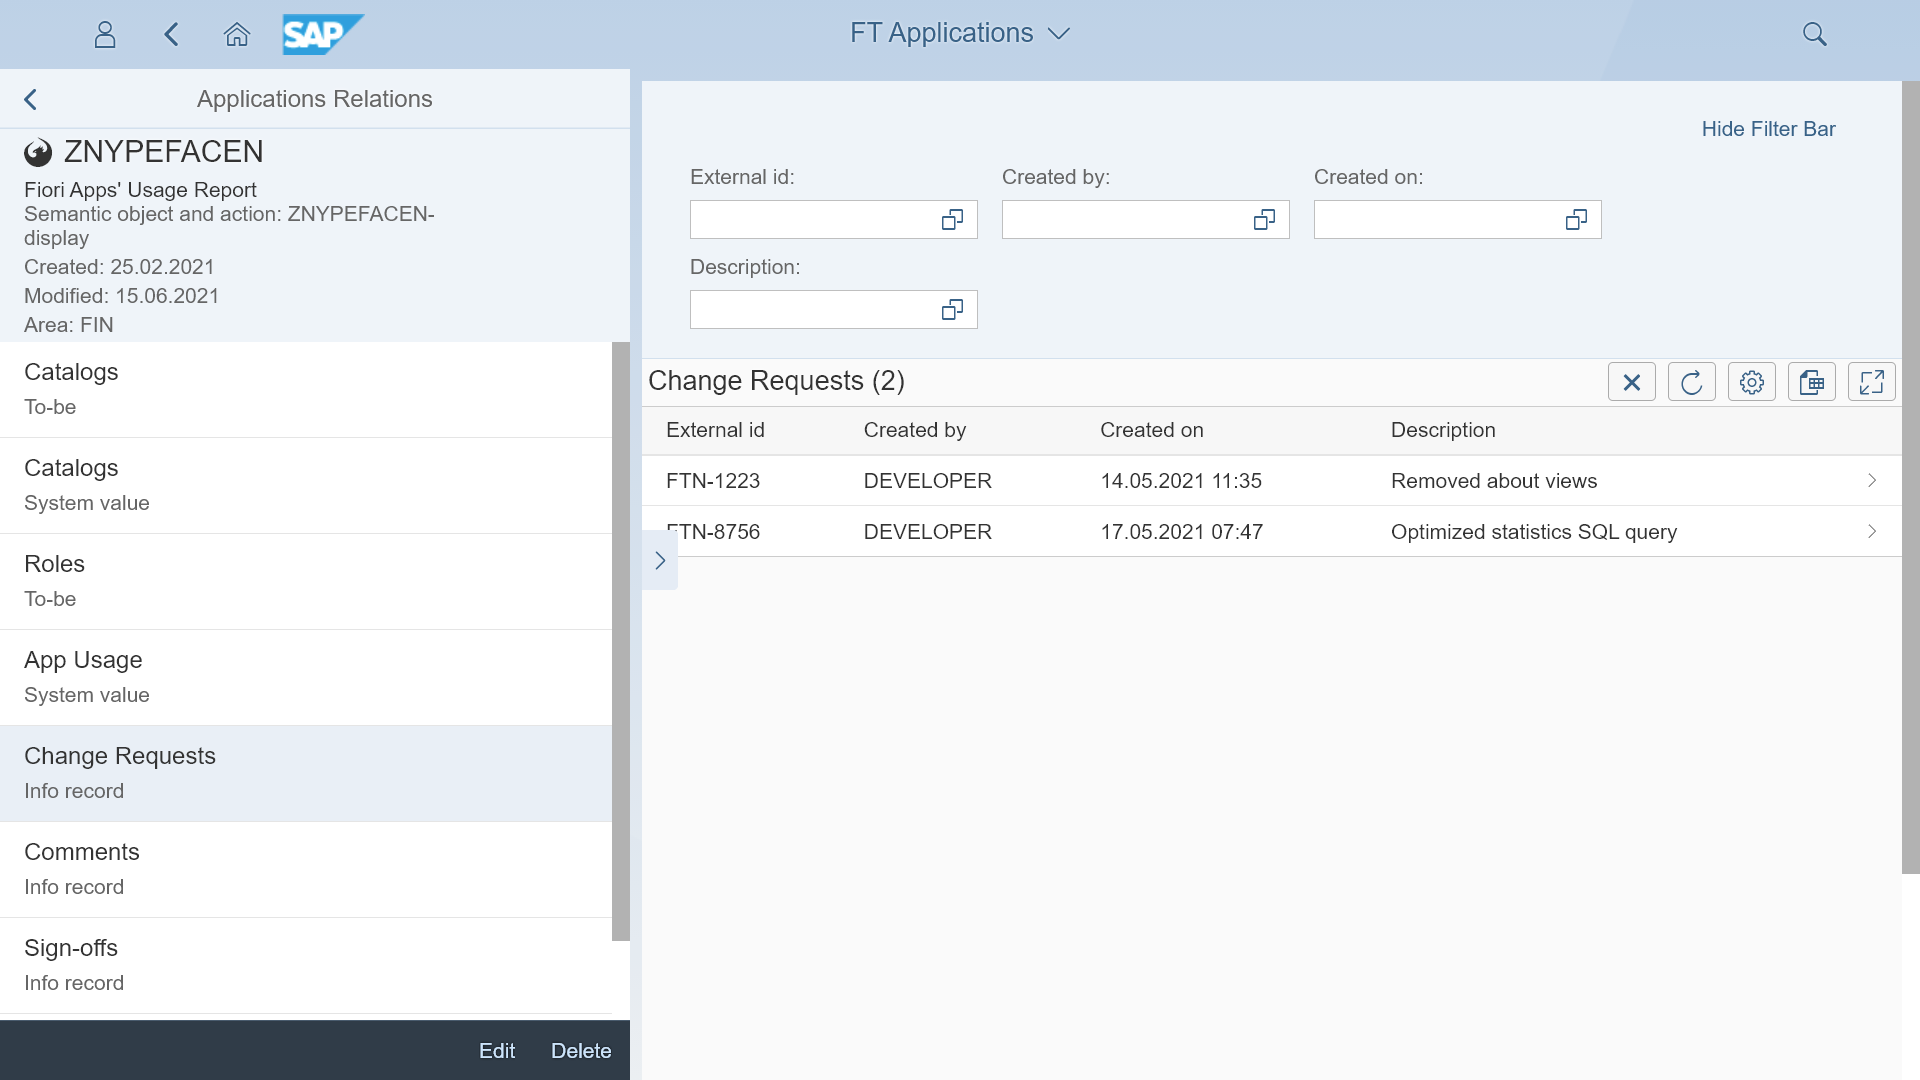 SAP
FT Applications
Applications Relations
ZNYPEFACEN
Fiori Apps' Usage Report
Semantic object and action: ZNYPEFACEN-
display
Created: 25.02.2021
Modified: 15.06.2021
Area: FIN
Catalogs
To-be
Catalogs
System value
Roles
To-be
App Usage
System value
Change Requests
Info record
Comments
Info record
Sign-offs
Info record
Edit Delete
Hide Filter Bar
External id: Created by: Created on:
Description:
Change Requests (2)
External id Created by Created on Description
FTN-1223 DEVELOPER 14.05.2021 11:35 Removed about views
FTN-8756 DEVELOPER 17.05.2021 07:47 Optimized statistics SQL query